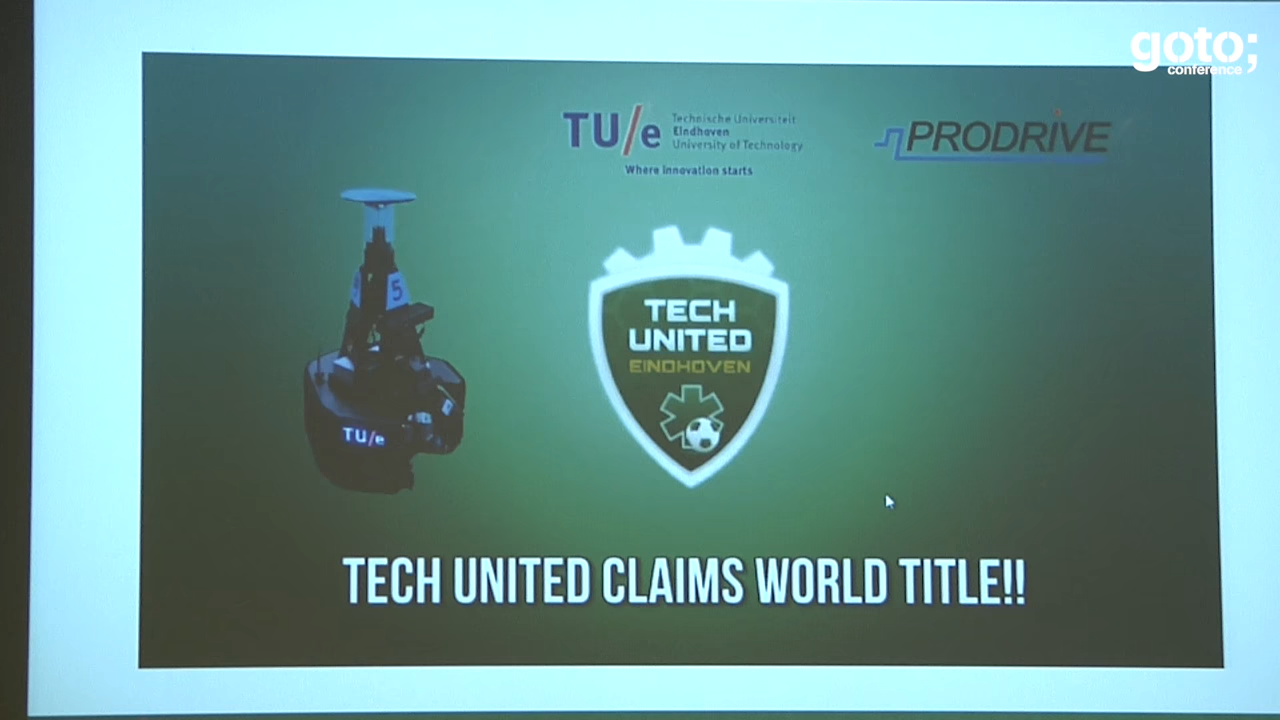 goto;
conference
TU/e
Technische Universiteit
Eindhoven
University of Technology
Where innovation starts
PRODRIVE
5
TECH
UNITED
EINDHOVEN
TU/e
TECH UNITED CLAIMS WORLD TITLE!!